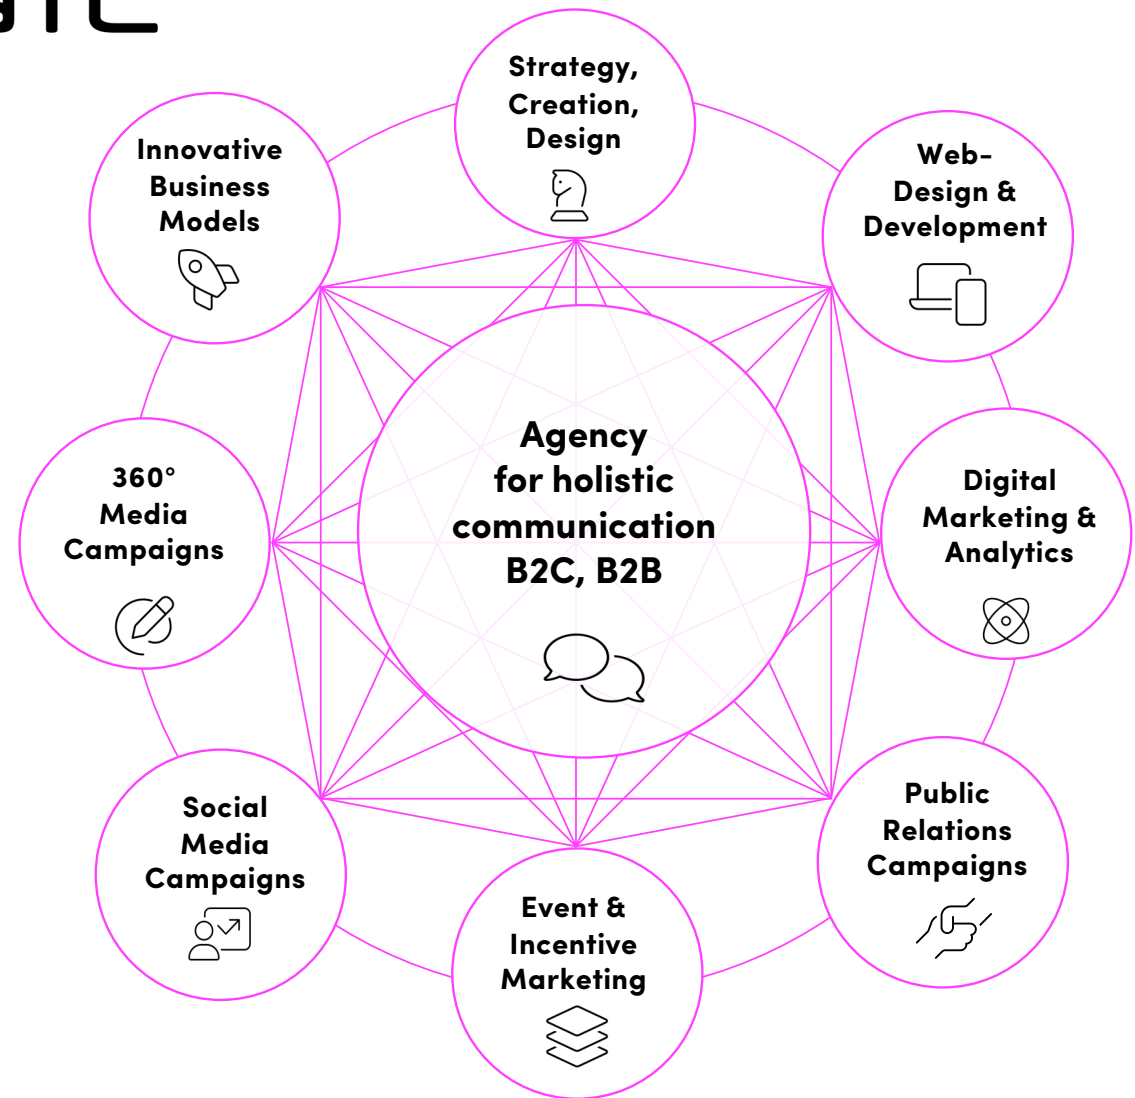 Strategy,
Creation,
Design
Innovative
Business
Models
Web-
Design &
Development
Agency
for holistic
communication
B2C, B2B
360°
Media
Campaigns
Digital
Marketing &
Analytics
Social
Media
Campaigns
Public
Relations
Campaigns
Event &
Incentive
Marketing